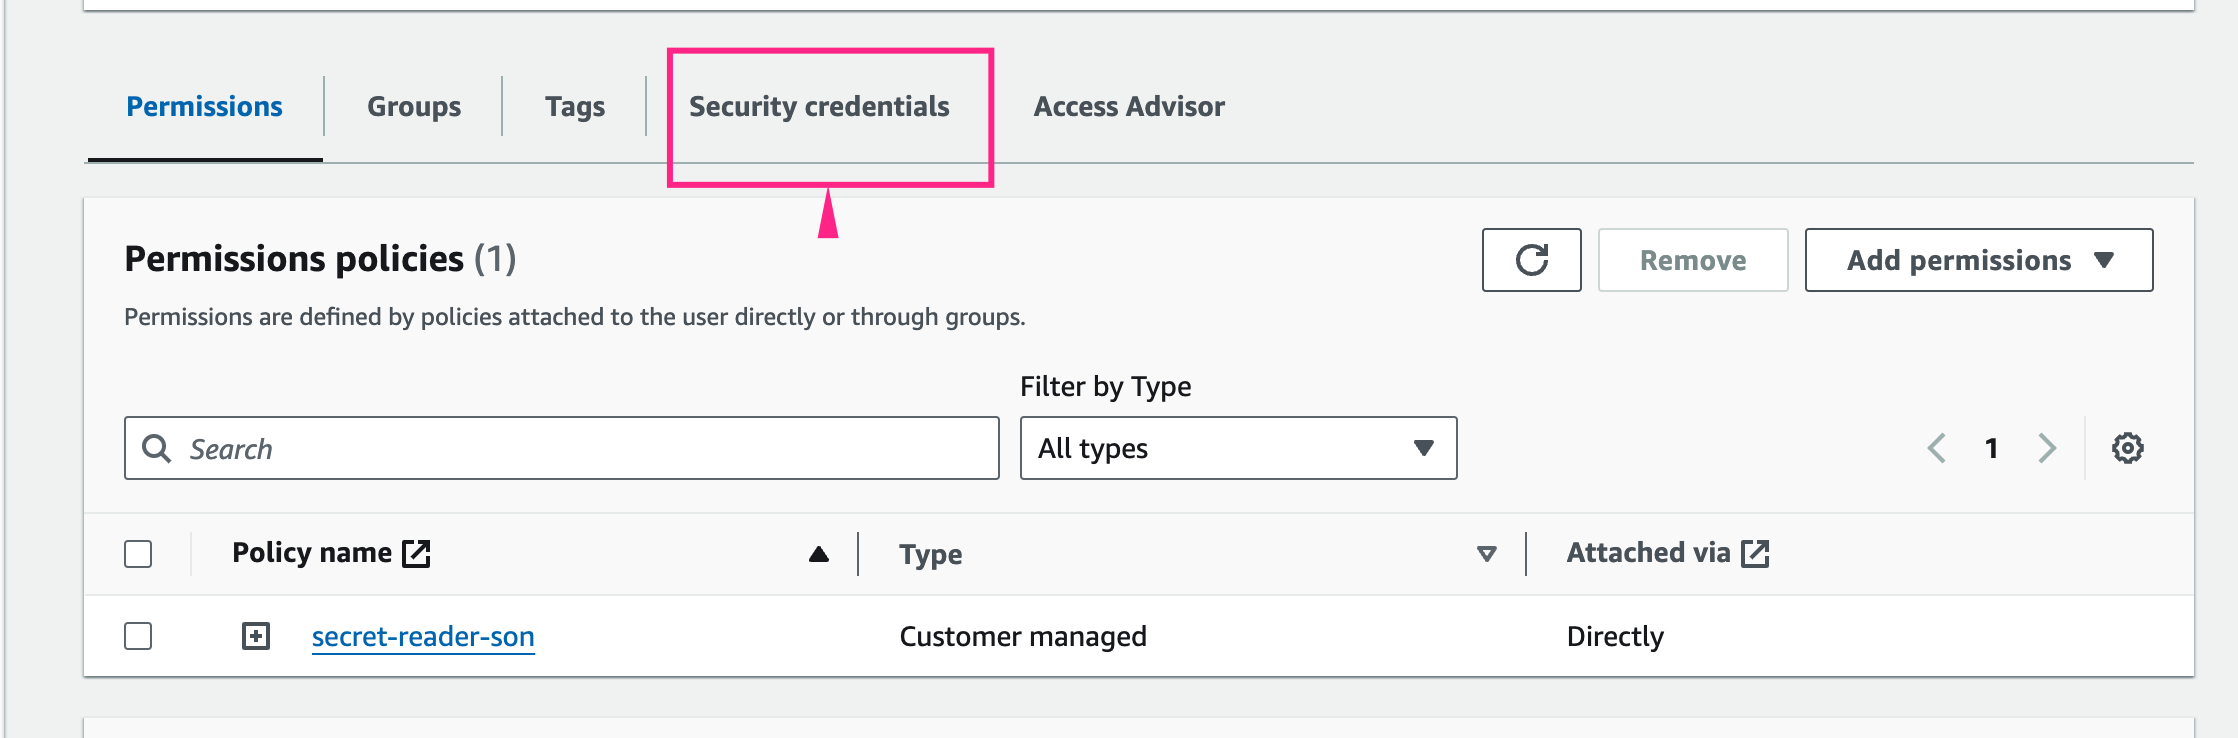 Permissions
Groups
Tags
Security credentials
Access Advisor
Permissions policies (1)
Remove
Add permissions
Permissions are defined by policies attached to the user directly or through groups.
Filter by Type
Search
All types
1
Policy name
Type
Attached via
secret-reader-son
Customer managed
Directly